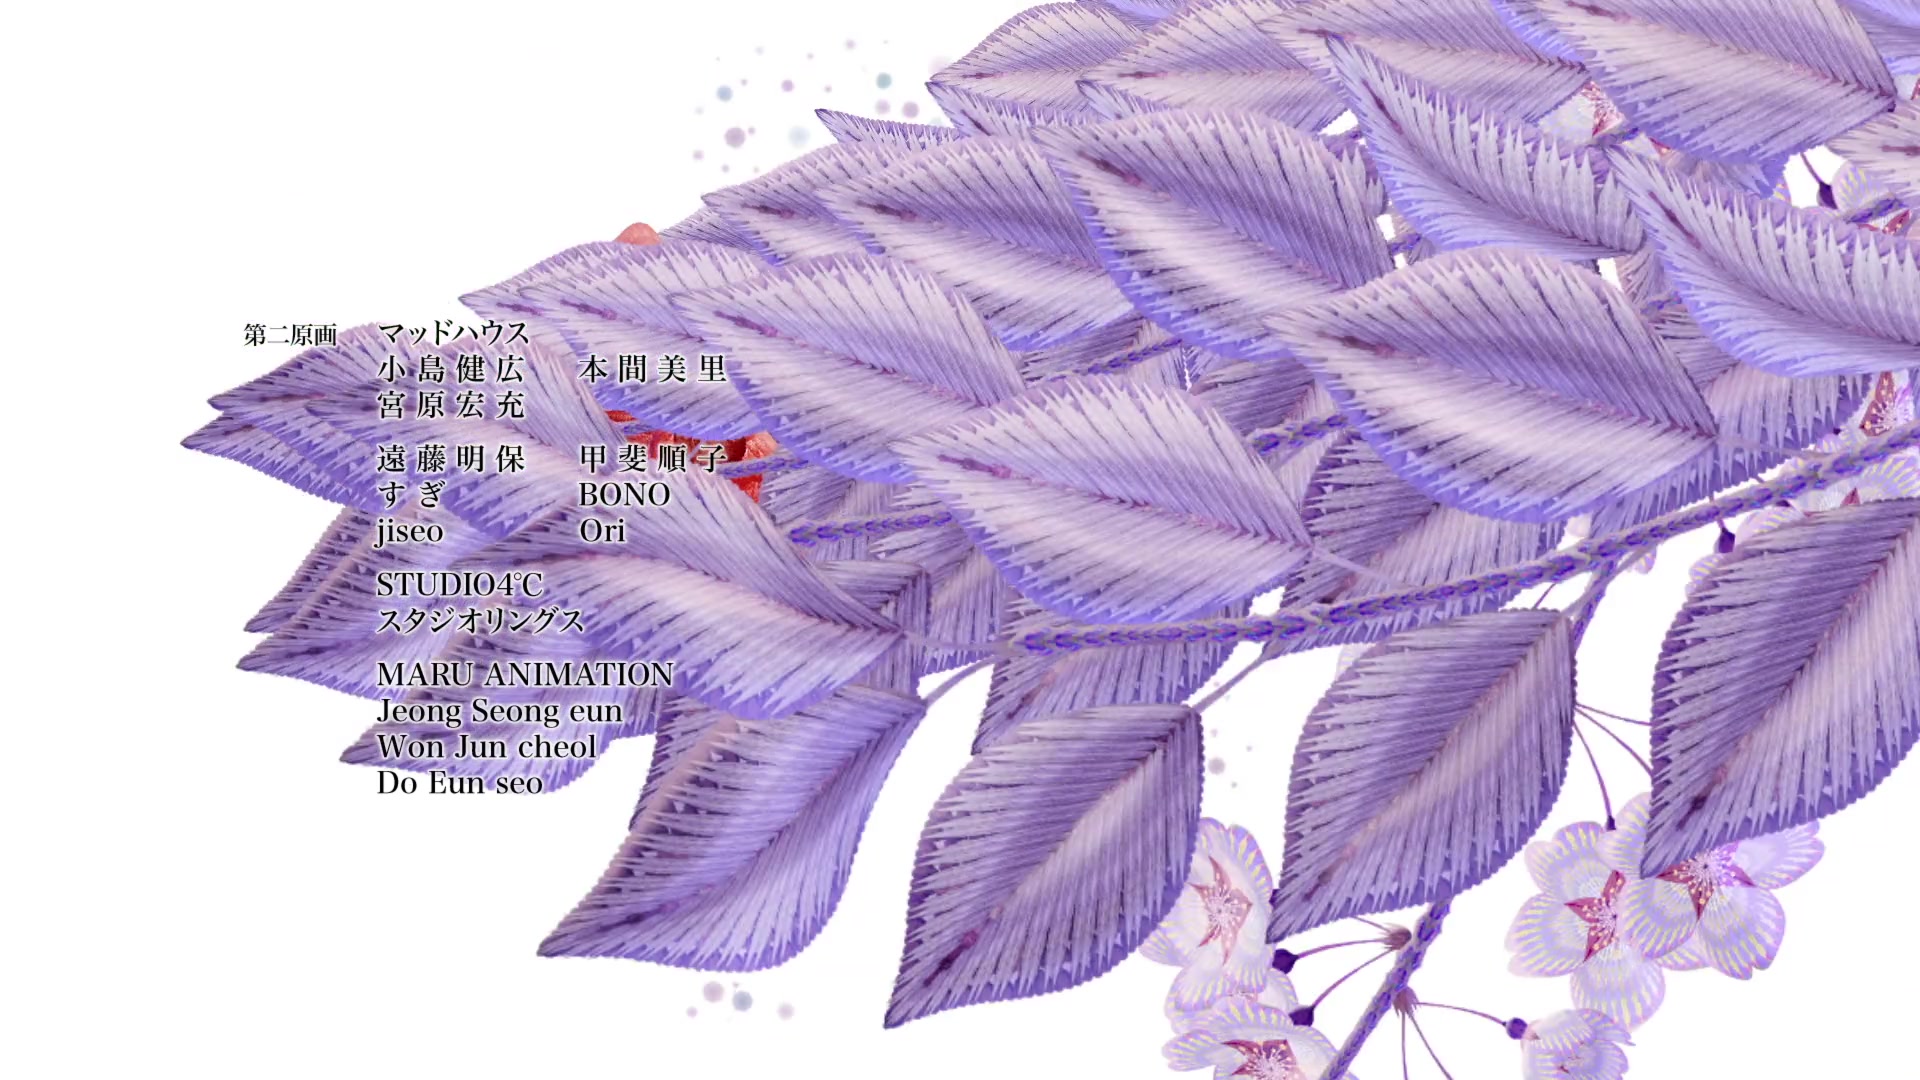 第二原画 マッドハウス
小島健広 本間美里
宮原宏充
遠藤明保 甲斐順子
すぎ BONO
jiseo Ori
STUDIO4℃
スタジオリングス
MARU ANIMATION
Jeong Seong eun
Won Jun cheol
Do Eun seo